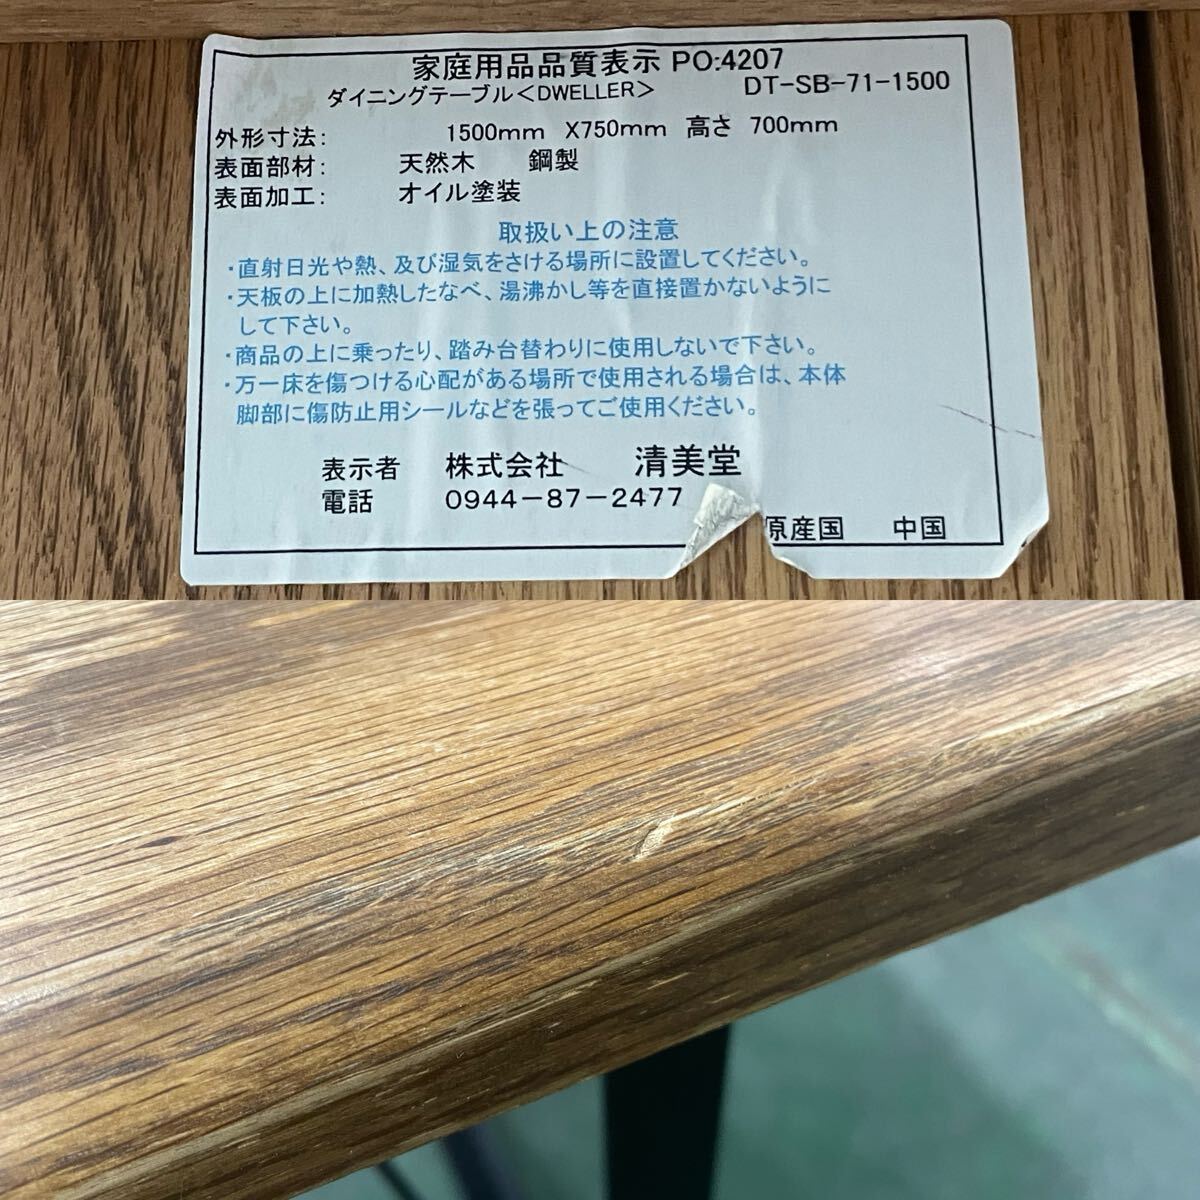 家庭用品品質表示 PO:4207
ダイニングテーブル<DWELLER> DT-SB-71-1500
外形寸法: 1500mm X750mm 高さ 700mm
表面部材: 天然木 鋼製
表面加工: オイル塗装
取扱い上の注意
・直射日光や熱、及び湿気をさける場所に設置してください。
・天板の上に加熱したなべ、湯沸かし等を直接置かないように
して下さい。
・商品の上に乗ったり、踏み台替わりに使用しないで下さい。
・万一床を傷つける心配がある場所で使用される場合は、本体
脚部に傷防止用シールなどを張ってご使用ください。
表示者 株式会社 清美堂
電話 0944-87-2477
原産国 中国